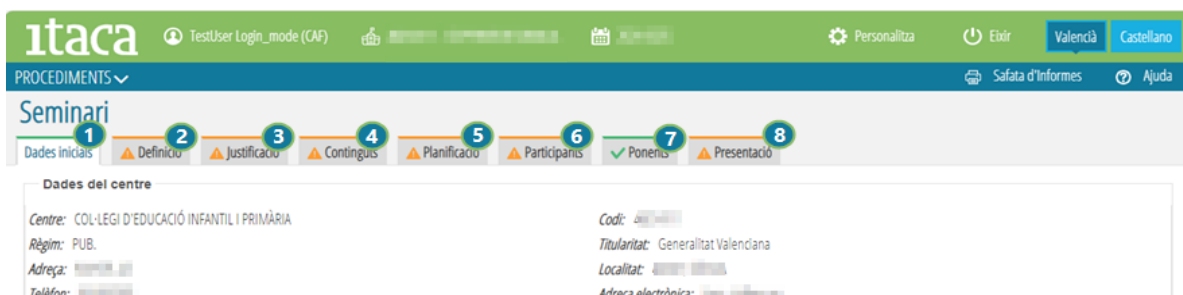 ıtaca TestUser Login_mode (CAF) Personalitza Eixir Valencià Castellano
PROCEDIMENTS Safata d'Informes Ajuda
Seminari
1 2 3 4 5 6 7 8
Dades inicials Definició Justificació Continguts Planificació Participants Ponents Presentació
Dades del centre
Centre: COL·LEGI D'EDUCACIÓ INFANTIL I PRIMÀRIA Codi:
Règim: PUB. Titularitat: Generalitat Valenciana
Adreça: Localitat:
Telèfon: Adreça electrònica: